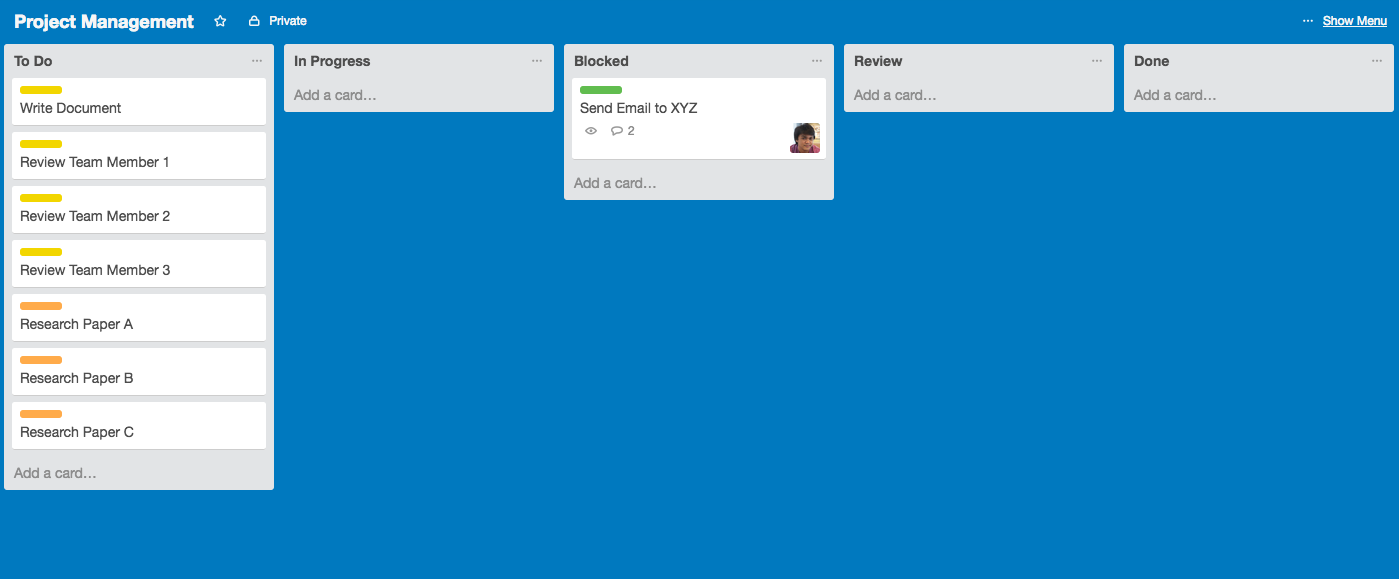 Project Management
Private
... Show Menu
To Do
Write Document
Review Team Member 1
Review Team Member 2
Review Team Member 3
Research Paper A
Research Paper B
Research Paper C
Add a card…
In Progress
Add a card…
Blocked
Send Email to XYZ
2
Add a card…
Review
Add a card…
Done
Add a card…